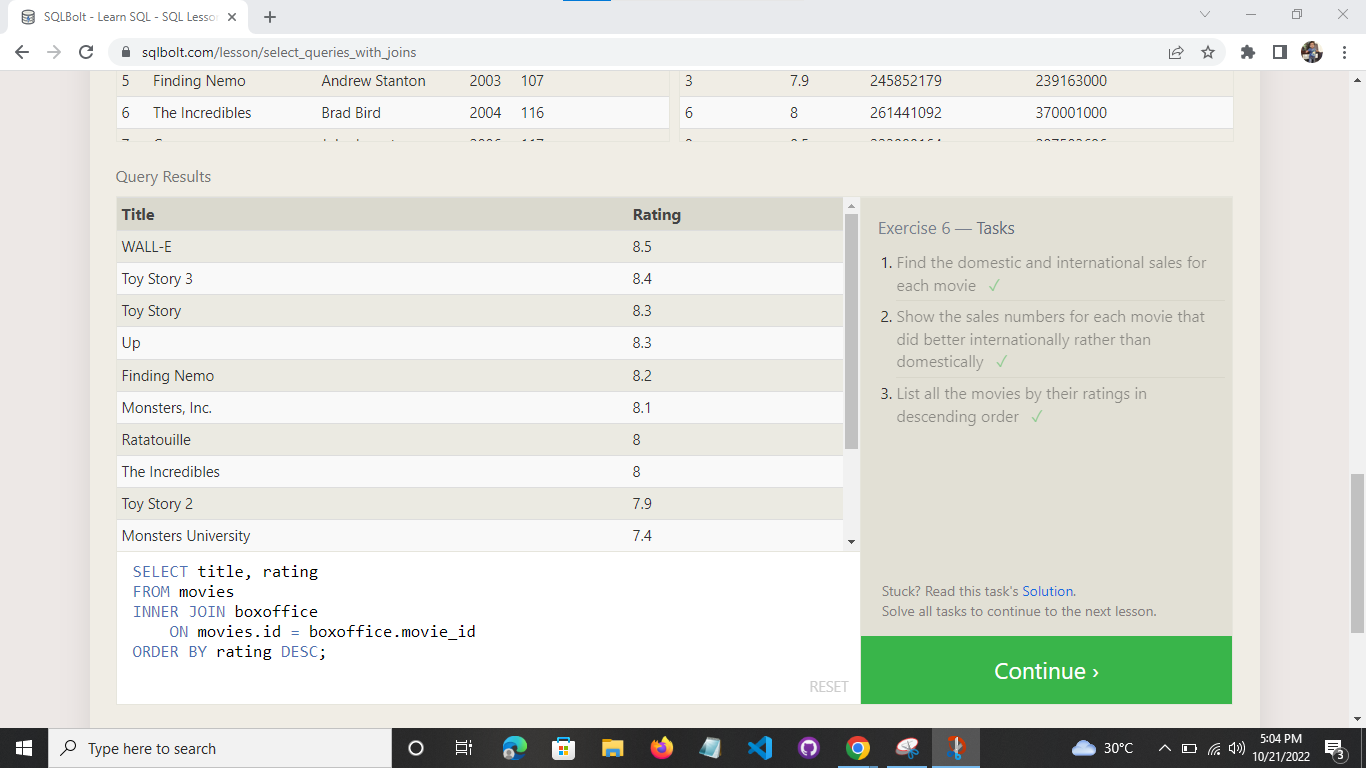 SQLBolt - Learn SQL - SQL Lesson
sqlbolt.com/lesson/select_queries_with_joins
5 Finding Nemo Andrew Stanton 2003 107
3 7.9 245852179 239163000
6 The Incredibles Brad Bird 2004 116
6 8 261441092 370001000
Query Results
Title Rating
WALL-E 8.5
Toy Story 3 8.4
Toy Story 8.3
Up 8.3
Finding Nemo 8.2
Monsters, Inc. 8.1
Ratatouille 8
The Incredibles 8
Toy Story 2 7.9
Monsters University 7.4
SELECT title, rating
FROM movies
INNER JOIN boxoffice
ON movies.id = boxoffice.movie_id
ORDER BY rating DESC;
RESET
Exercise 6 — Tasks
1. Find the domestic and international sales for
each movie ✓
2. Show the sales numbers for each movie that
did better internationally rather than
domestically ✓
3. List all the movies by their ratings in
descending order ✓
Stuck? Read this task's Solution.
Solve all tasks to continue to the next lesson.
Continue ›
Type here to search
30°C
5:04 PM
10/21/2022
3